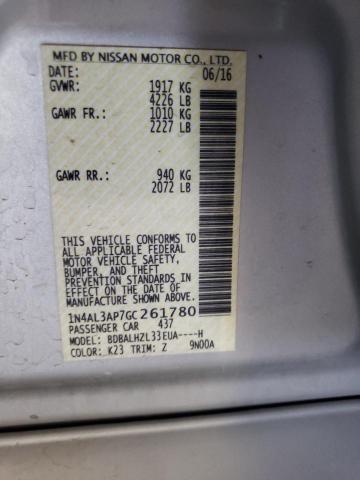 MFD BY NISSAN MOTOR CO., LTD.
DATE: 06/16
GVWR: 1917 KG
4226 LB
GAWR FR.: 1010 KG
2227 LB
GAWR RR.: 940 KG
2072 LB
THIS VEHICLE CONFORMS TO
ALL APPLICABLE FEDERAL
MOTOR VEHICLE SAFETY,
BUMPER, AND THEFT
PREVENTION STANDARDS IN
EFFECT ON THE DATE OF
MANUFACTURE SHOWN ABOVE.
1N4AL3AP7GC261780
PASSENGER CAR 437
MODEL: BDBALHZL33EUA----H
COLOR: K23 TRIM: Z 9N00A